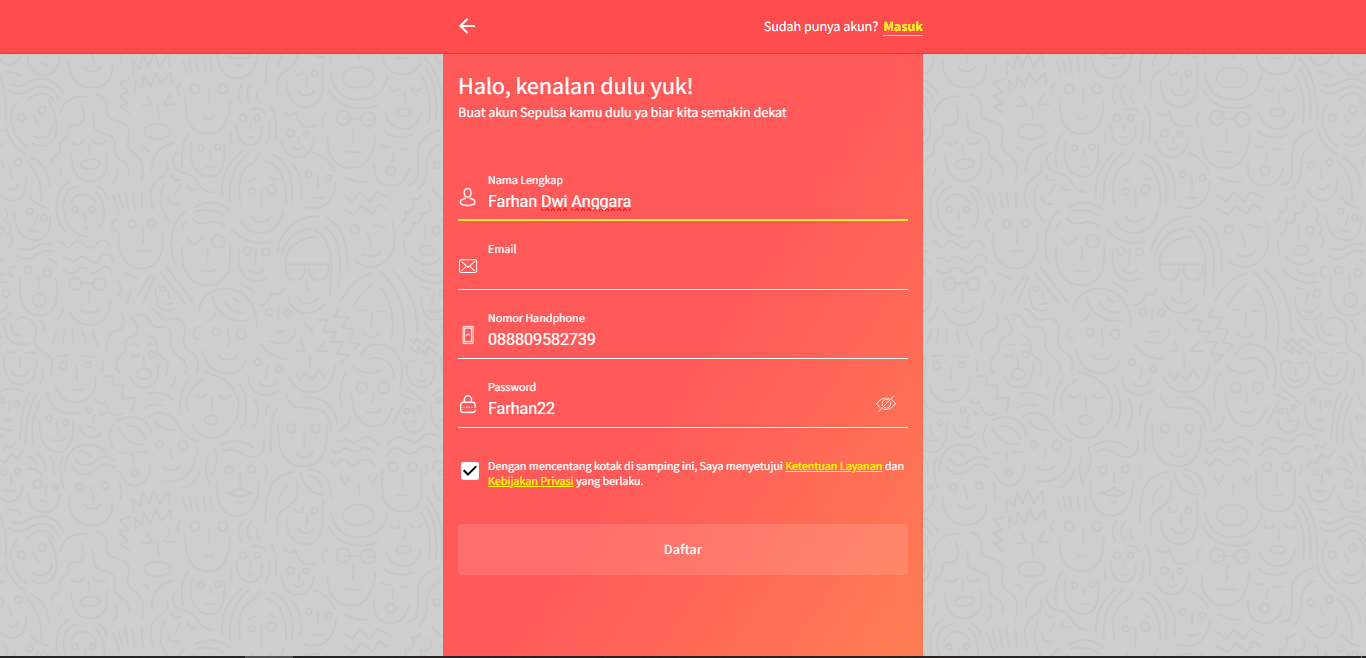 Sudah punya akun? Masuk
Halo, kenalan dulu yuk!
Buat akun Sepulsa kamu dulu ya biar kita semakin dekat
Nama Lengkap
Farhan Dwi Anggara
Email
Nomor Handphone
088809582739
Password
Farhan22
Dengan mencentang kotak di samping ini, Saya menyetujui Ketentuan Layanan dan
Kebijakan Privasi yang berlaku.
Daftar